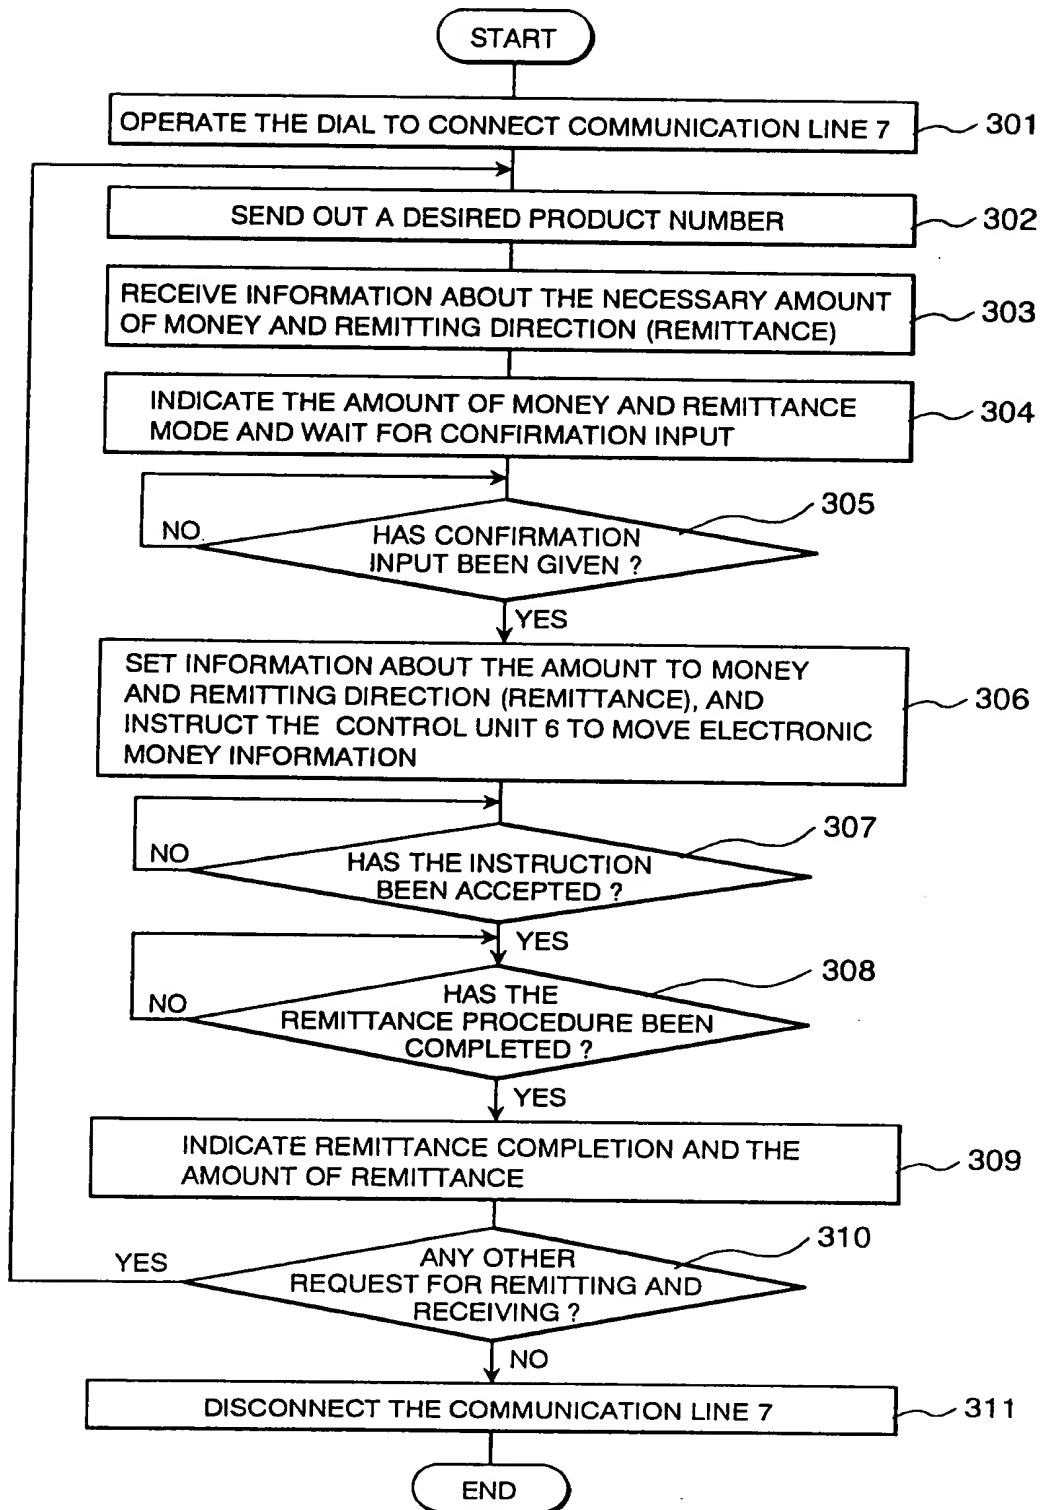 START
OPERATE THE DIAL TO CONNECT COMMUNICATION LINE 7
301
SEND OUT A DESIRED PRODUCT NUMBER
302
RECEIVE INFORMATION ABOUT THE NECESSARY AMOUNT
OF MONEY AND REMITTING DIRECTION (REMITTANCE)
303
INDICATE THE AMOUNT OF MONEY AND REMITTANCE
MODE AND WAIT FOR CONFIRMATION INPUT
304
305
HAS CONFIRMATION
INPUT BEEN GIVEN ?
NO
YES
SET INFORMATION ABOUT THE AMOUNT TO MONEY
AND REMITTING DIRECTION (REMITTANCE), AND
INSTRUCT THE CONTROL UNIT 6 TO MOVE ELECTRONIC
MONEY INFORMATION
306
307
HAS THE INSTRUCTION
BEEN ACCEPTED ?
NO
YES
308
HAS THE
REMITTANCE PROCEDURE BEEN
COMPLETED ?
NO
YES
INDICATE REMITTANCE COMPLETION AND THE
AMOUNT OF REMITTANCE
309
310
ANY OTHER
REQUEST FOR REMITTING AND
RECEIVING ?
YES
NO
DISCONNECT THE COMMUNICATION LINE 7
311
END